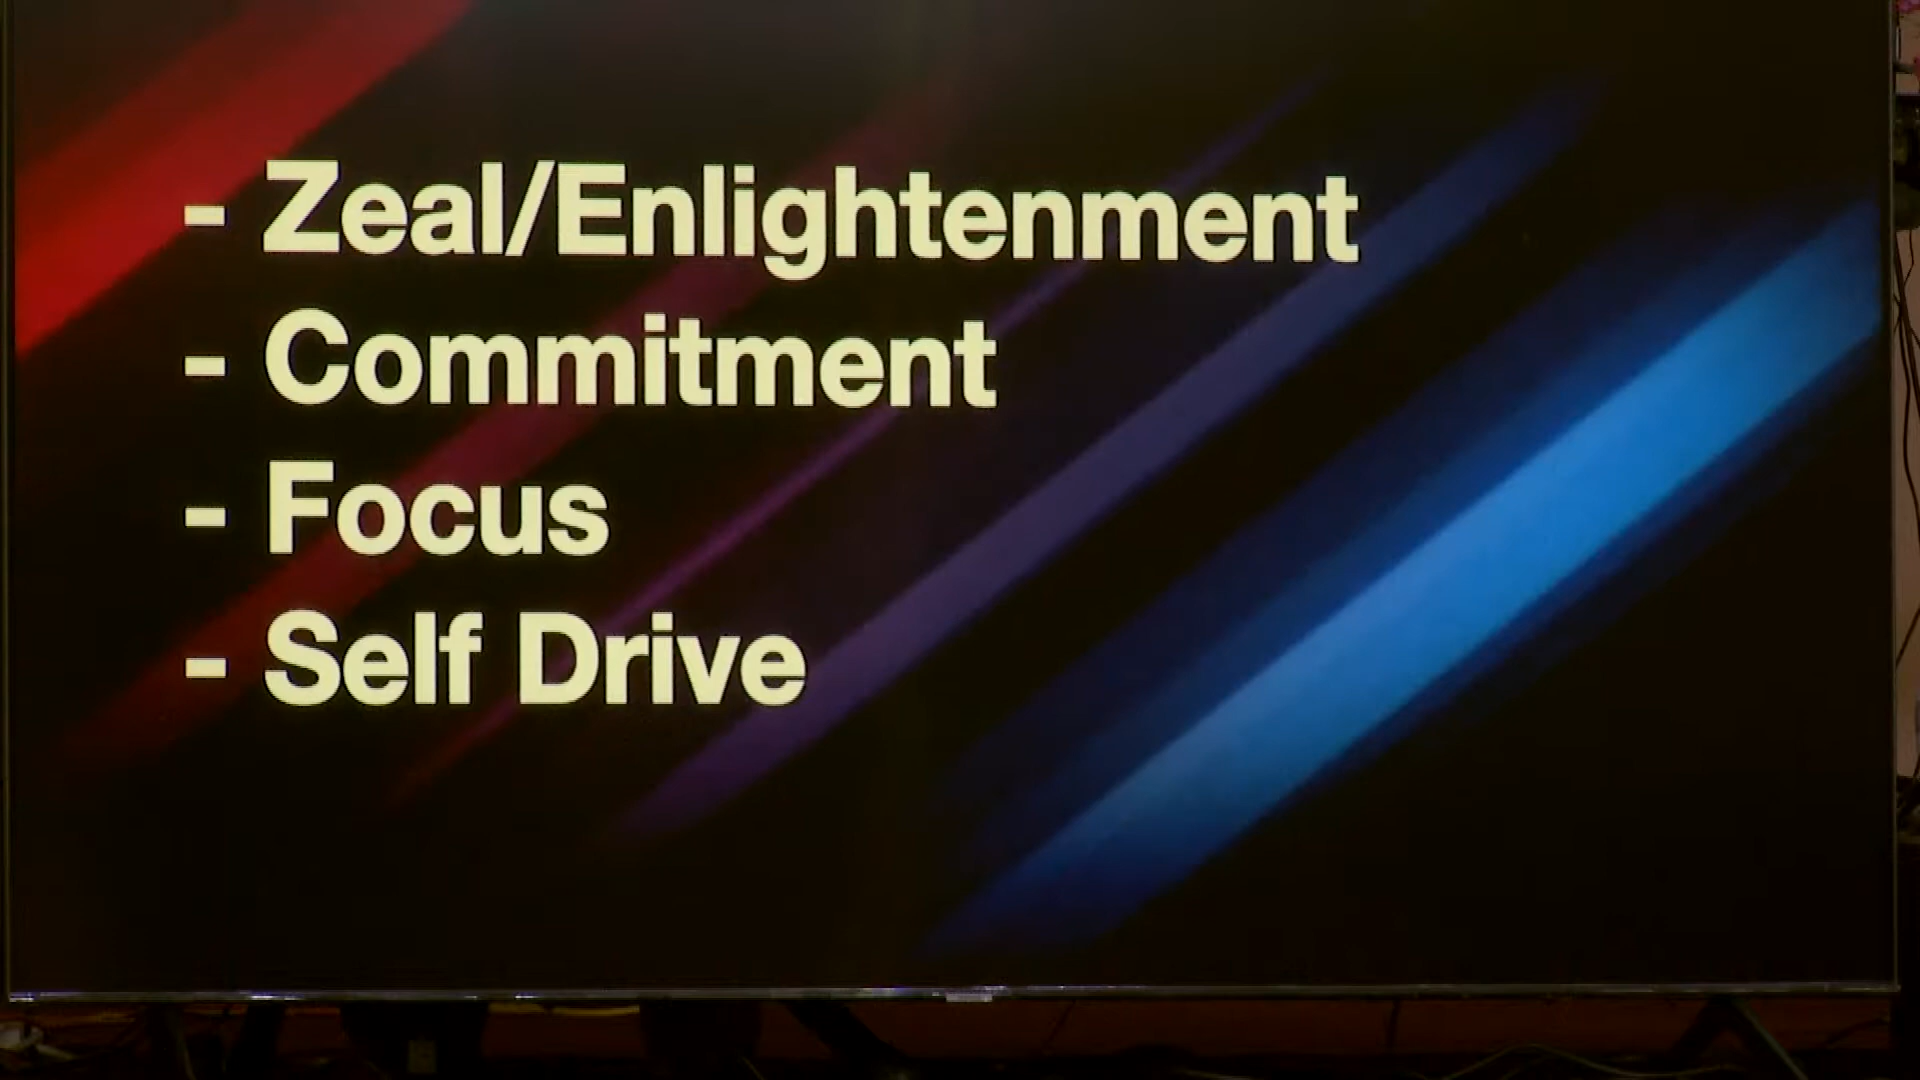 - Zeal/Enlightenment
- Commitment
- Focus
- Self Drive